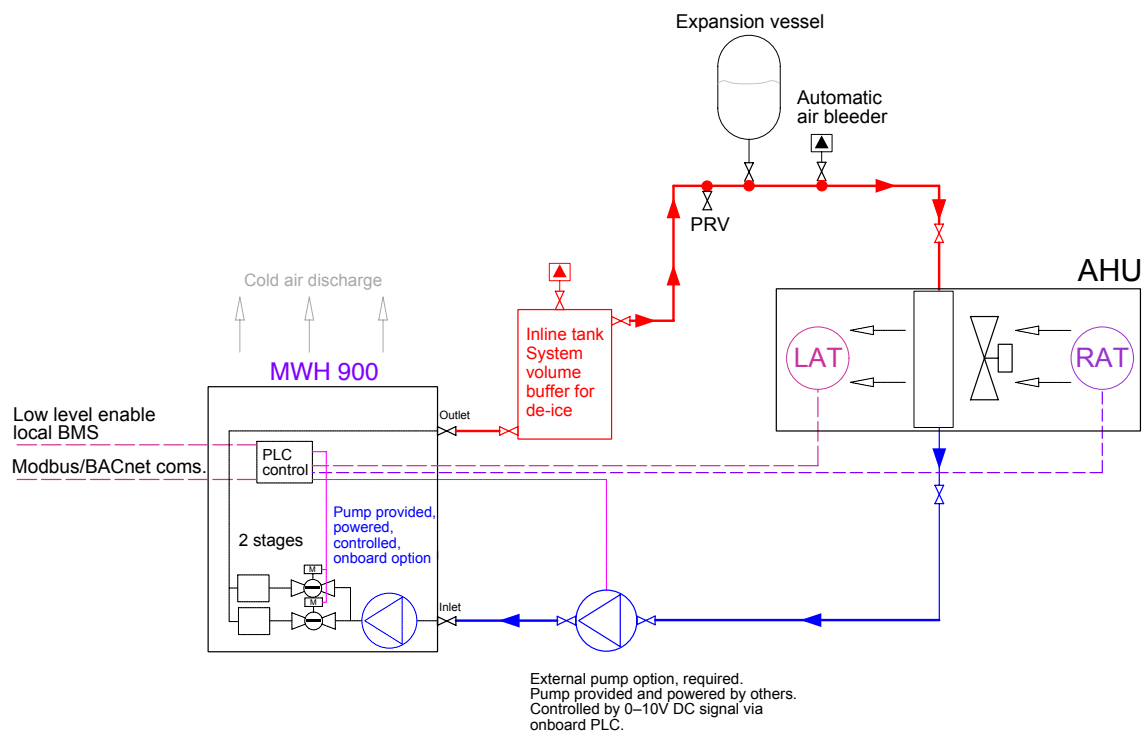 Expansion vessel
Automatic
air bleeder
PRV
AHU
Cold air discharge
MWH 900
Inline tank
System
volume
buffer for
de-ice
LAT
RAT
Low level enable
local BMS
Outlet
PLC
control
Modbus/BACnet coms.
Pump provided,
powered,
controlled,
onboard option
2 stages
M
M
Inlet
External pump option, required.
Pump provided and powered by others.
Controlled by 0–10V DC signal via
onboard PLC.